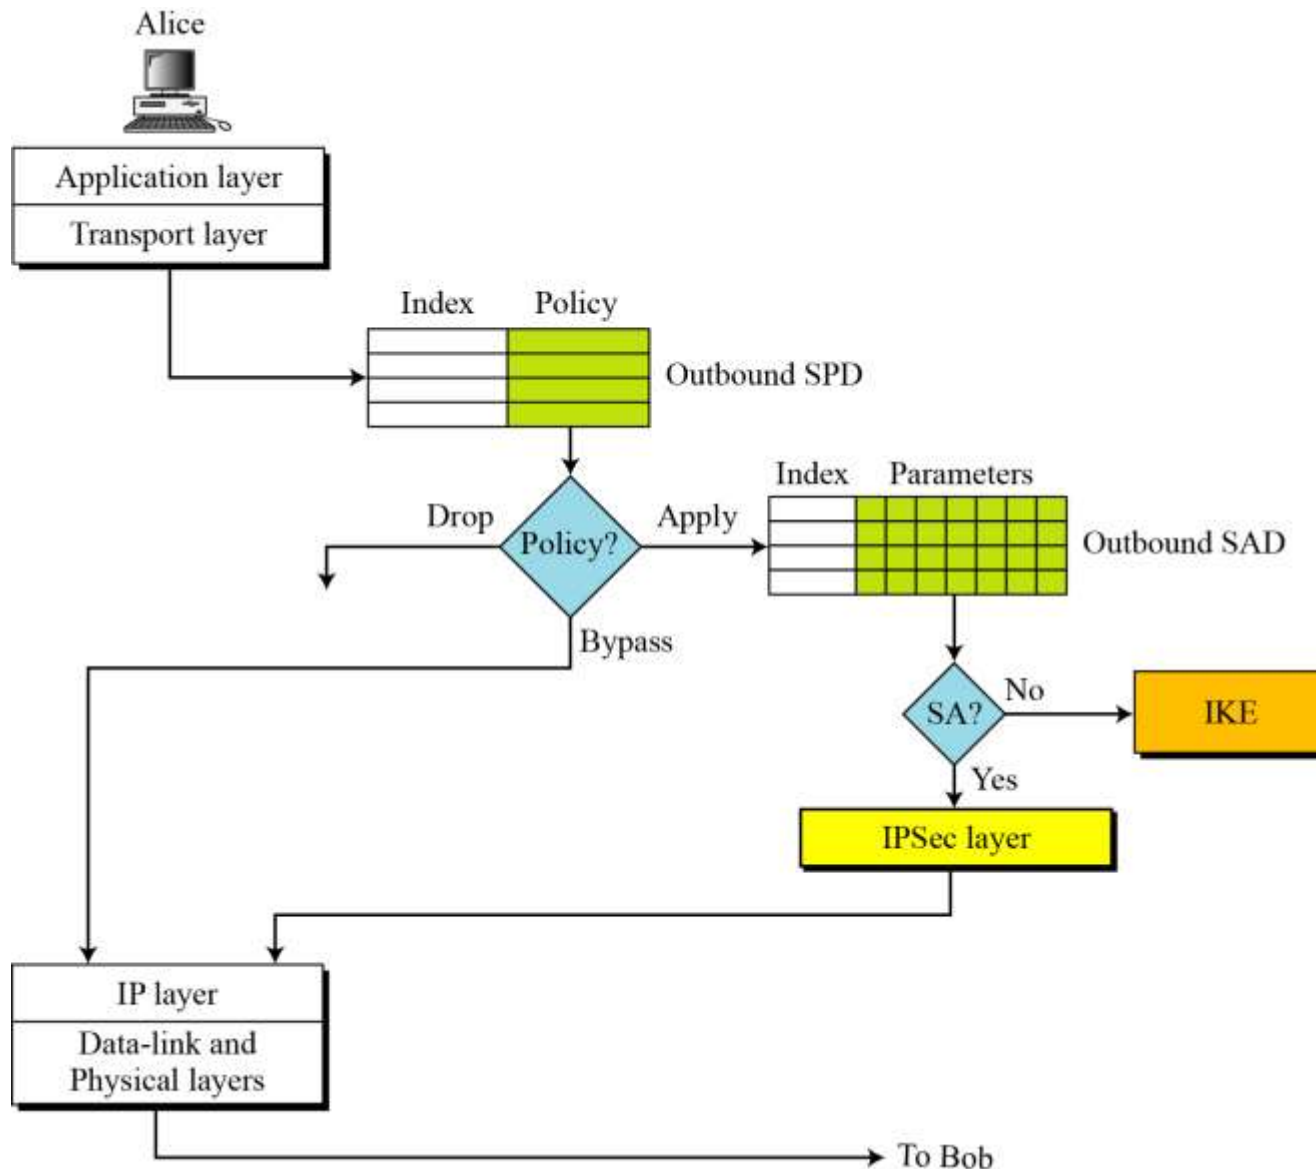 Alice
Application layer
Transport layer
Index Policy
Outbound SPD
Index Parameters
Drop
Policy?
Apply
Outbound SAD
Bypass
SA?
No
IKE
Yes
IPSec layer
IP layer
Data-link and
Physical layers
To Bob